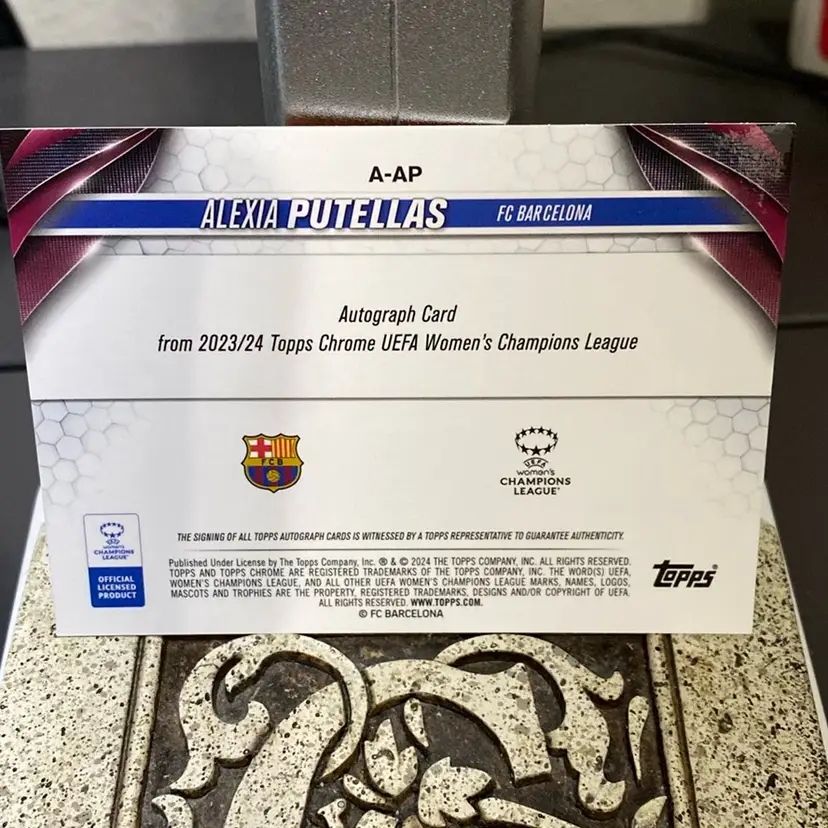 A-AP
ALEXIA PUTELLAS FC BARCELONA
Autograph Card
from 2023/24 Topps Chrome UEFA Women's Champions League
FCB
UEFA
women's
CHAMPIONS
LEAGUE
THE SIGNING OF ALL TOPPS AUTOGRAPH CARDS IS WITNESSED BY A TOPPS REPRESENTATIVE TO GUARANTEE AUTHENTICITY.
women's
CHAMPIONS
LEAGUE
OFFICIAL
LICENSED
PRODUCT
Published Under License by The Topps Company, Inc. ® & © 2024 THE TOPPS COMPANY, INC. ALL RIGHTS RESERVED.
TOPPS AND TOPPS CHROME ARE REGISTERED TRADEMARKS OF THE TOPPS COMPANY, INC. THE WORD(S) UEFA,
WOMEN'S CHAMPIONS LEAGUE, AND ALL OTHER UEFA WOMEN'S CHAMPIONS LEAGUE MARKS, NAMES, LOGOS,
MASCOTS AND TROPHIES ARE THE PROPERTY, REGISTERED TRADEMARKS, DESIGNS AND/OR COPYRIGHT OF UEFA.
ALL RIGHTS RESERVED. WWW.TOPPS.COM.
© FC BARCELONA
Topps®